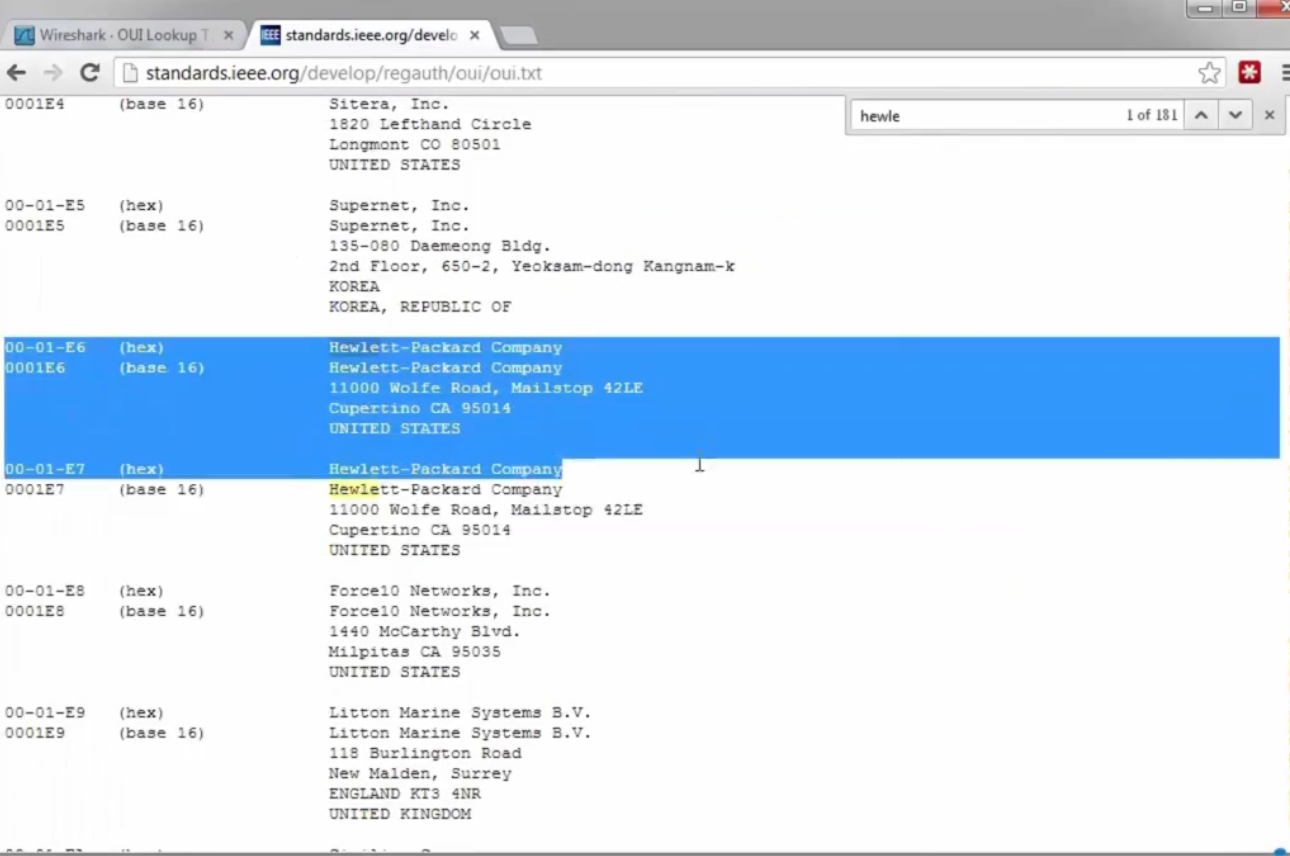 Wireshark · OUI Lookup T
IEEE standards.ieee.org/develo
standards.ieee.org/develop/regauth/oui/oui.txt
hewle 1 of 181
0001E4 (base 16) Sitera, Inc.
1820 Lefthand Circle
Longmont CO 80501
UNITED STATES
00-01-E5 (hex) Supernet, Inc.
0001E5 (base 16) Supernet, Inc.
135-080 Daemeong Bldg.
2nd Floor, 650-2, Yeoksam-dong Kangnam-k
KOREA
KOREA, REPUBLIC OF
00-01-E6 (hex) Hewlett-Packard Company
0001E6 (base 16) Hewlett-Packard Company
11000 Wolfe Road, Mailstop 42LE
Cupertino CA 95014
UNITED STATES
00-01-E7 (hex) Hewlett-Packard Company
0001E7 (base 16) Hewlett-Packard Company
11000 Wolfe Road, Mailstop 42LE
Cupertino CA 95014
UNITED STATES
00-01-E8 (hex) Force10 Networks, Inc.
0001E8 (base 16) Force10 Networks, Inc.
1440 McCarthy Blvd.
Milpitas CA 95035
UNITED STATES
00-01-E9 (hex) Litton Marine Systems B.V.
0001E9 (base 16) Litton Marine Systems B.V.
118 Burlington Road
New Malden, Surrey
ENGLAND KT3 4NR
UNITED KINGDOM